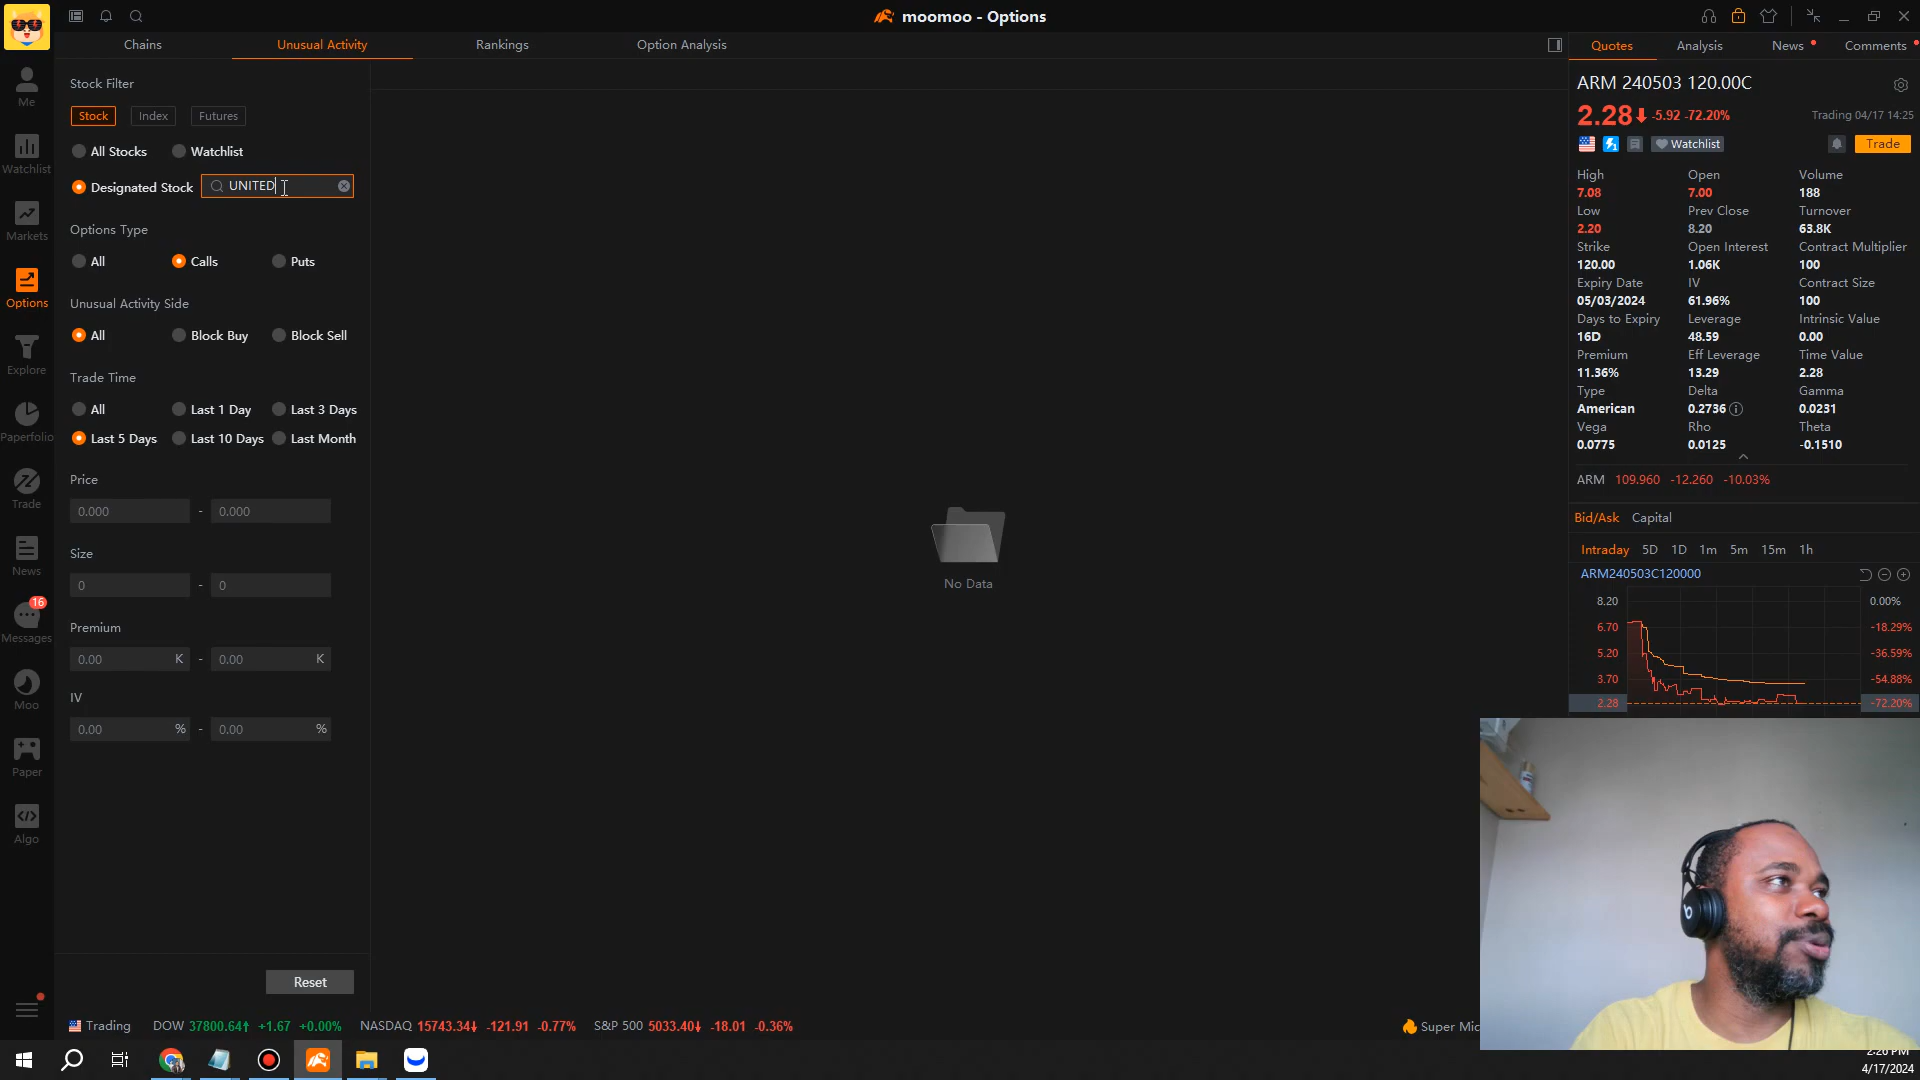 moomoo - Options
Chains Unusual Activity Rankings Option Analysis
Quotes Analysis News Comments
Me
Watchlist
Markets
Options
Explore
Paperfolio
Trade
News
16
Messages
Moo
Paper
Algo
Stock Filter
Stock Index Futures
All Stocks Watchlist
Designated Stock UNITED
Options Type
All Calls Puts
Unusual Activity Side
All Block Buy Block Sell
Trade Time
All Last 1 Day Last 3 Days
Last 5 Days Last 10 Days Last Month
Price
0.000 - 0.000
Size
0 - 0
Premium
0.00 K - 0.00 K
IV
0.00 % - 0.00 %
Reset
No Data
ARM 240503 120.00C
2.28 -5.92 -72.20% Trading 04/17 14:25
Watchlist Trade
High Open Volume
7.08 7.00 188
Low Prev Close Turnover
2.20 8.20 63.8K
Strike Open Interest Contract Multiplier
120.00 1.06K 100
Expiry Date IV Contract Size
05/03/2024 61.96% 100
Days to Expiry Leverage Intrinsic Value
16D 48.59 0.00
Premium Eff Leverage Time Value
11.36% 13.29 2.28
Type Delta Gamma
American 0.2736 0.0231
Vega Rho Theta
0.0775 0.0125 -0.1510
ARM 109.960 -12.260 -10.03%
Bid/Ask Capital
Intraday 5D 1D 1m 5m 15m 1h
ARM240503C120000
8.20 0.00%
6.70 -18.29%
5.20 -36.59%
3.70 -54.88%
2.28 -72.20%
Trading DOW 37800.64 +1.67 +0.00% NASDAQ 15743.34 -121.91 -0.77% S&P 500 5033.40 -18.01 -0.36% Super Mic
2:26 PM
4/17/2024